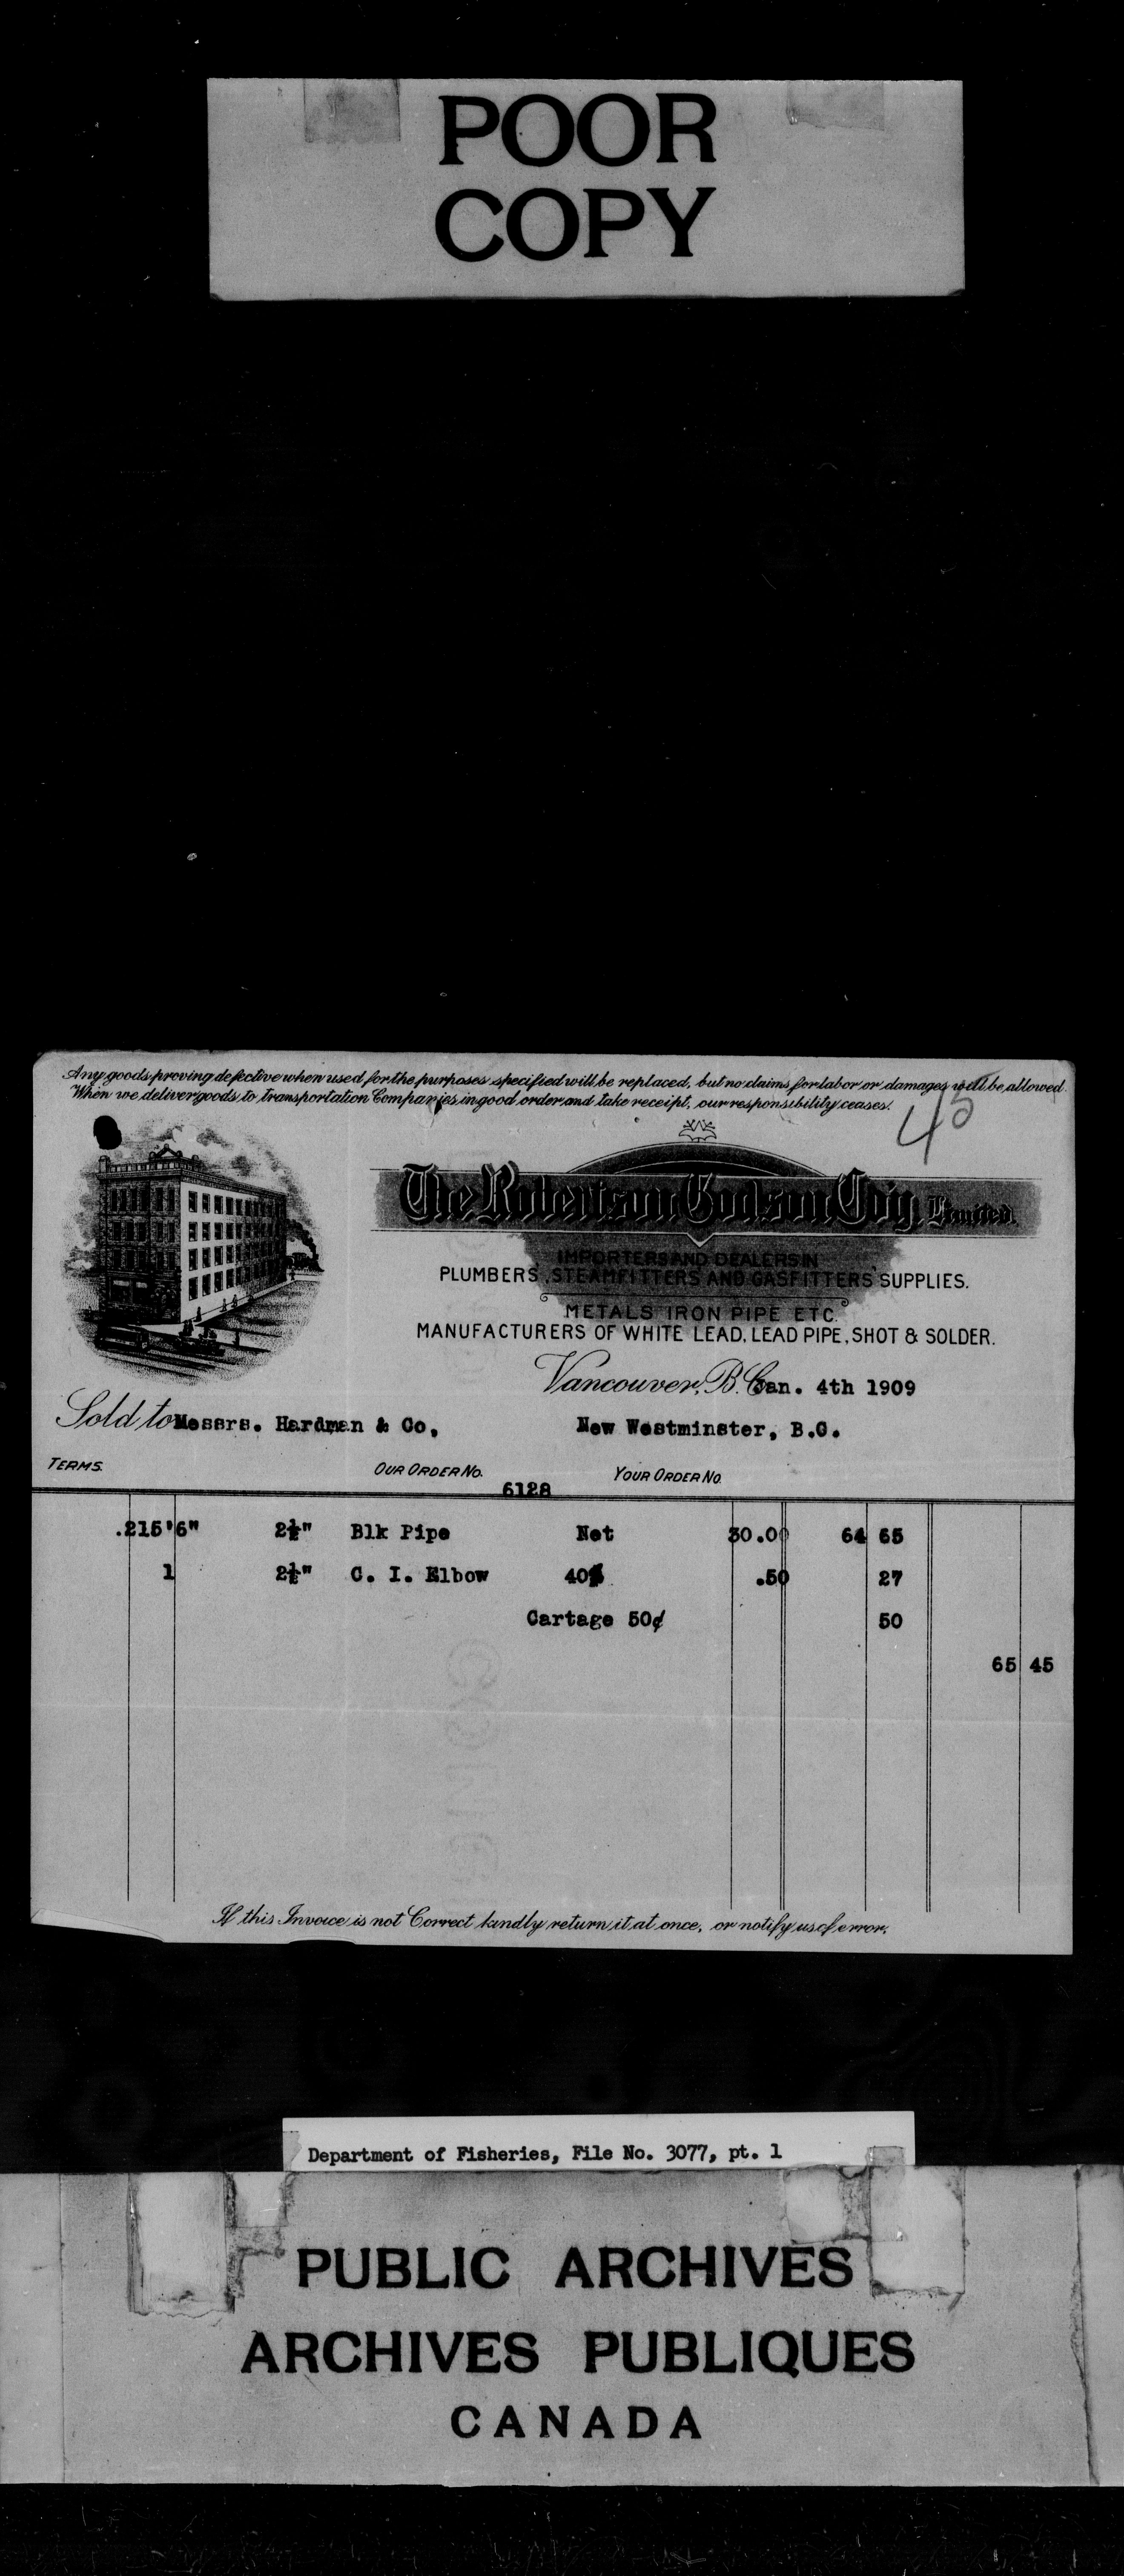 POOR
COPY
Any goods proving defective when used for the purposes specified will be replaced, but no claims for labor or damages will be allowed.
When we deliver goods to transportation Companies in good order and take receipt, our responsibility ceases.
The Robertson Godson Coy, Limited.
IMPORTERS AND DEALERS IN
PLUMBERS, STEAMFITTERS AND GASFITTERS SUPPLIES.
METALS IRON PIPE ETC.
MANUFACTURERS OF WHITE LEAD, LEAD PIPE, SHOT & SOLDER.
Vancouver, B.C. Jan. 4th 1909
Sold to Messrs. Hardman & Co, New Westminster, B.C.
TERMS. OUR ORDER No. 6128 YOUR ORDER No.
.215'6" 2½" Blk Pipe Net 30.00 64 65
1 2½" C. I. Elbow 40% .50 27
Cartage 50¢ 50
65 45
If this Invoice is not Correct kindly return it at once, or notify us of error.
Department of Fisheries, File No. 3077, pt. 1
PUBLIC ARCHIVES
ARCHIVES PUBLIQUES
CANADA